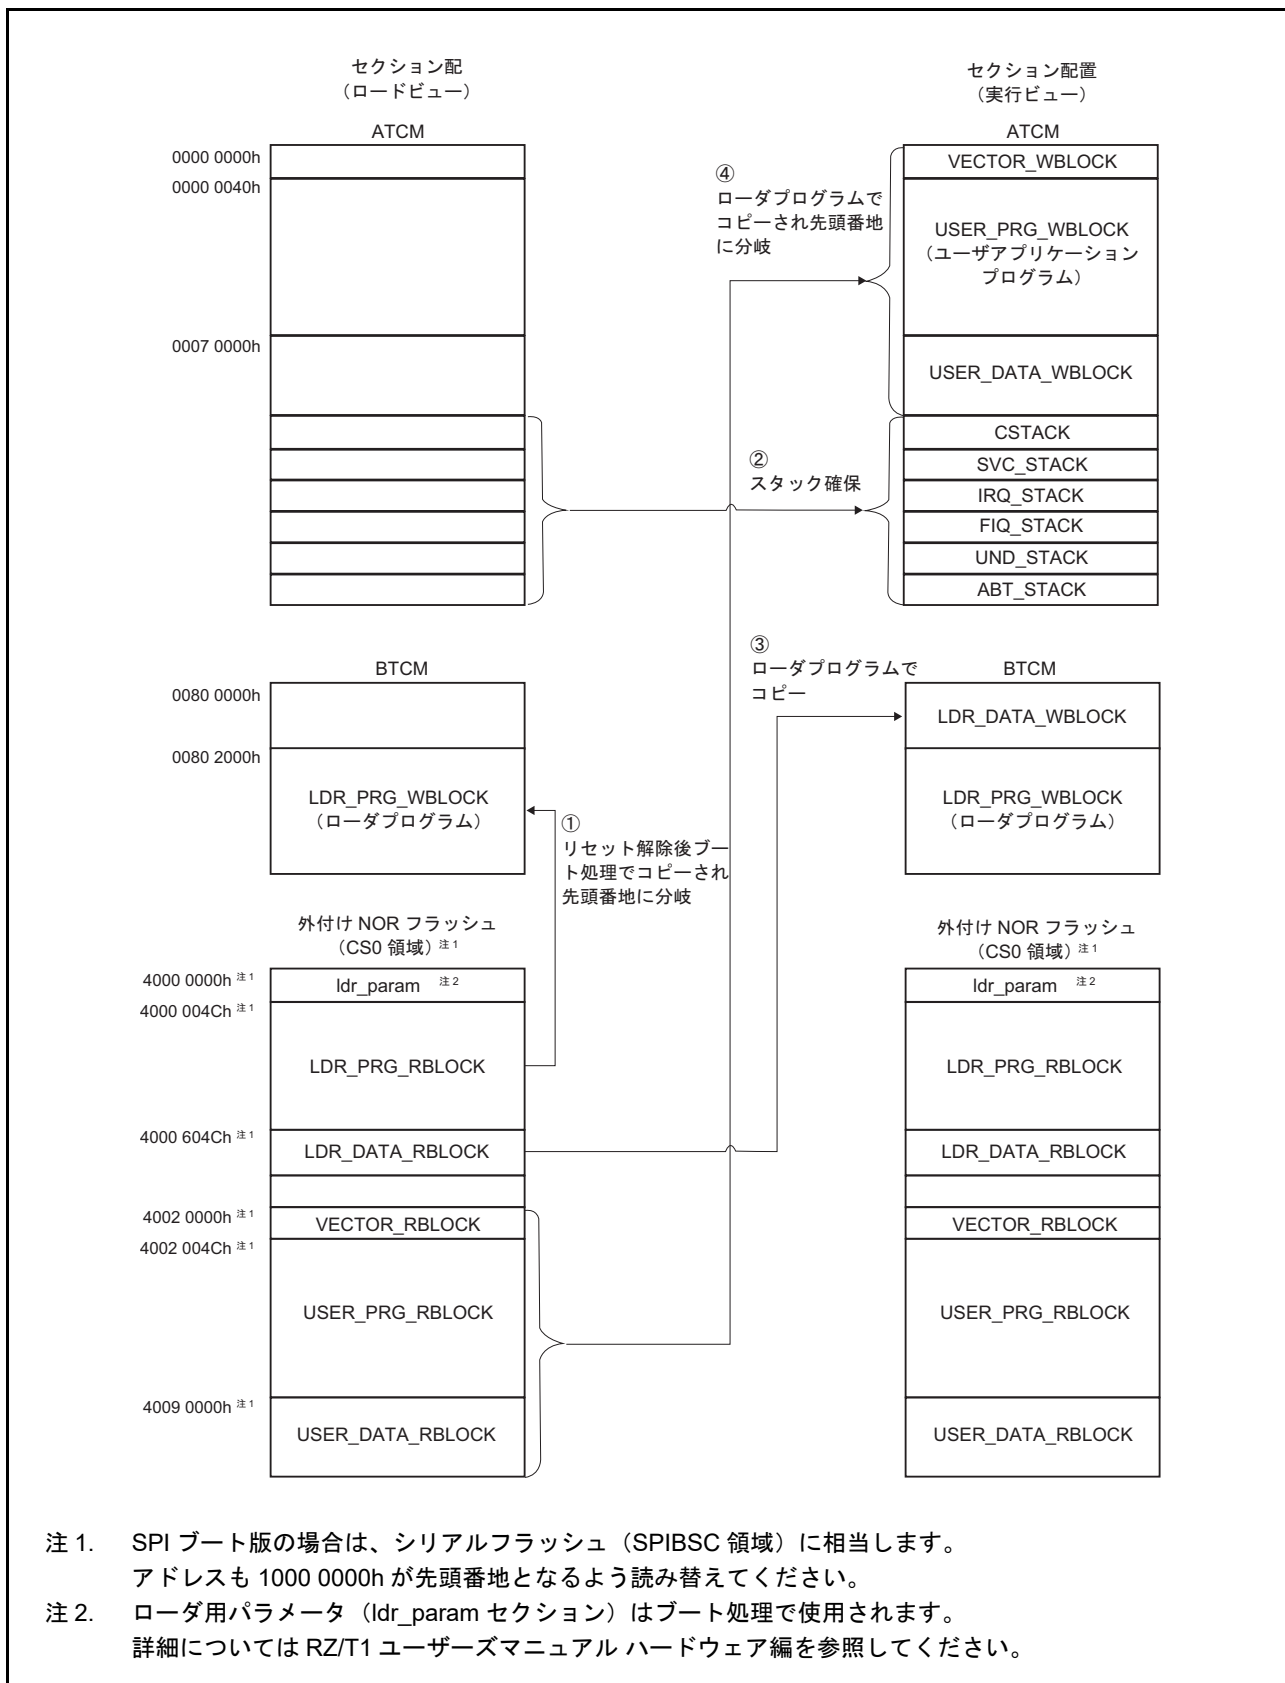 セクション配
（ロードビュー）
ATCM
0000 0000h
0000 0040h
0007 0000h
セクション配置
（実行ビュー）
ATCM
VECTOR_WBLOCK
USER_PRG_WBLOCK
（ユーザアプリケーション
プログラム）
USER_DATA_WBLOCK
CSTACK
SVC_STACK
IRQ_STACK
FIQ_STACK
UND_STACK
ABT_STACK
④
ローダプログラムで
コピーされ先頭番地
に分岐
②
スタック確保
③
ローダプログラムで
コピー
BTCM
0080 0000h
0080 2000h
LDR_PRG_WBLOCK
（ローダプログラム）
BTCM
LDR_DATA_WBLOCK
LDR_PRG_WBLOCK
（ローダプログラム）
①
リセット解除後ブー
ト処理でコピーされ
先頭番地に分岐
外付け NOR フラッシュ
（CS0 領域）注 1
4000 0000h 注 1
ldr_param 注 2
4000 004Ch 注 1
LDR_PRG_RBLOCK
4000 604Ch 注 1
LDR_DATA_RBLOCK
4002 0000h 注 1
VECTOR_RBLOCK
4002 004Ch 注 1
USER_PRG_RBLOCK
4009 0000h 注 1
USER_DATA_RBLOCK
外付け NOR フラッシュ
（CS0 領域）注 1
ldr_param 注 2
LDR_PRG_RBLOCK
LDR_DATA_RBLOCK
VECTOR_RBLOCK
USER_PRG_RBLOCK
USER_DATA_RBLOCK
注 1. SPI ブート版の場合は、シリアルフラッシュ（SPIBSC 領域）に相当します。
アドレスも 1000 0000h が先頭番地となるよう読み替えてください。
注 2. ローダ用パラメータ（ldr_param セクション）はブート処理で使用されます。
詳細については RZ/T1 ユーザーズマニュアル ハードウェア編を参照してください。